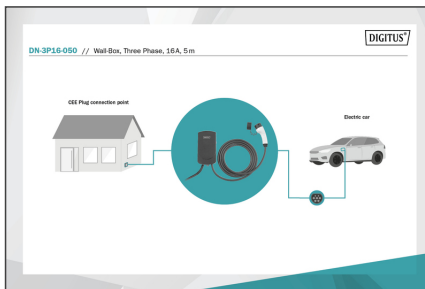 DIGITUS®
DN-3P16-050 // Wall-Box, Three Phase, 16A, 5 m
CEE Plug connection point
Electric car